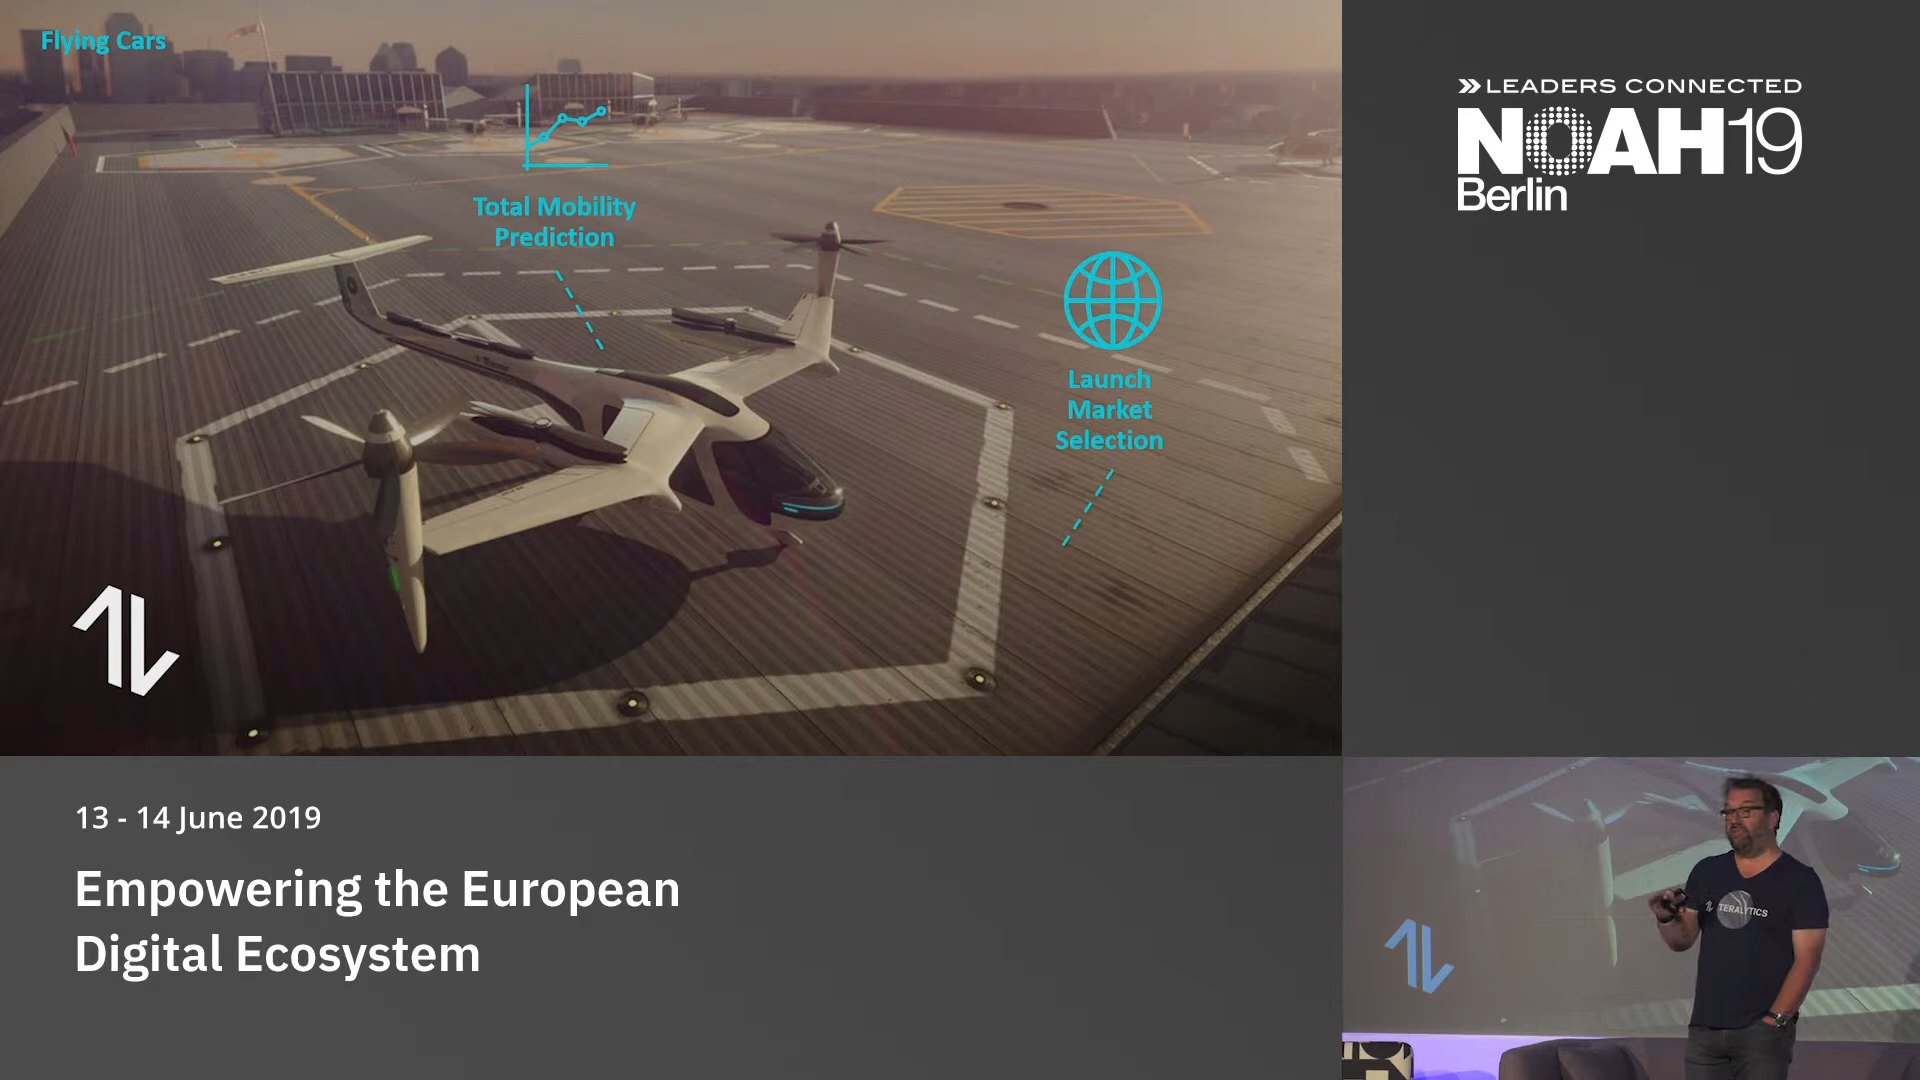 Flying Cars
Total Mobility
Prediction
Launch
Market
Selection
LEADERS CONNECTED
NOAH19
Berlin
13 - 14 June 2019
Empowering the European
Digital Ecosystem
TERALYTICS